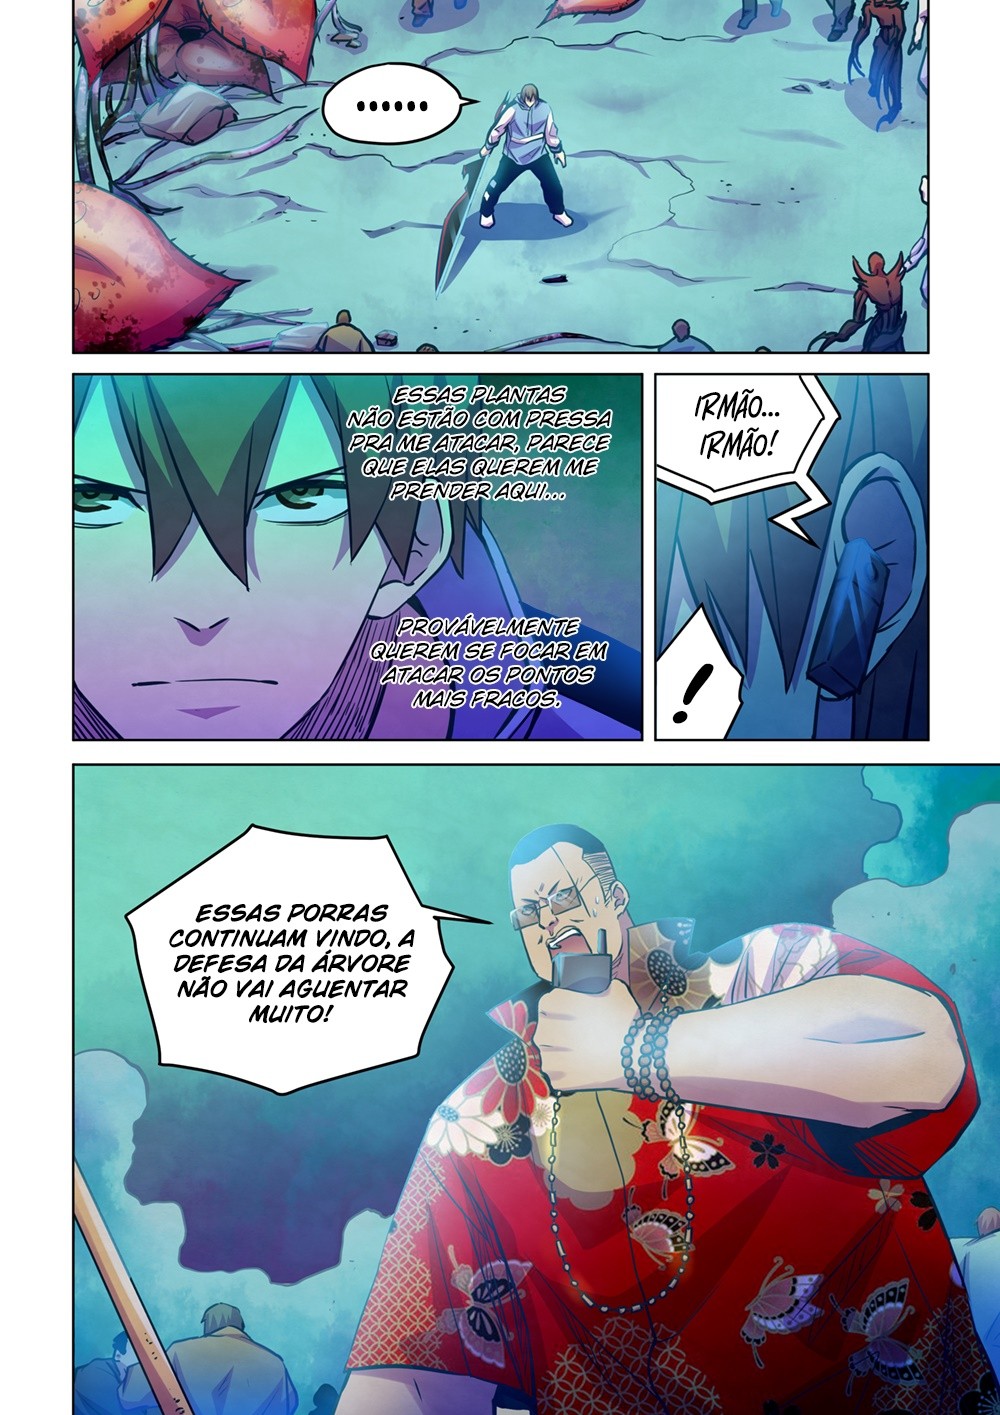 ••••••
ESSAS PLANTAS
NÃO ESTÃO COM PRESSA
PRA ME ATACAR, PARECE
QUE ELAS QUEREM ME
PRENDER AQUI...
PROVÁVELMENTE
QUEREM SE FOCAR EM
ATACAR OS PONTOS
MAIS FRACOS.
IRMÃO...
IRMÃO!
!
ESSAS PORRAS
CONTINUAM VINDO, A
DEFESA DA ÁRVORE
NÃO VAI AGUENTAR
MUITO!